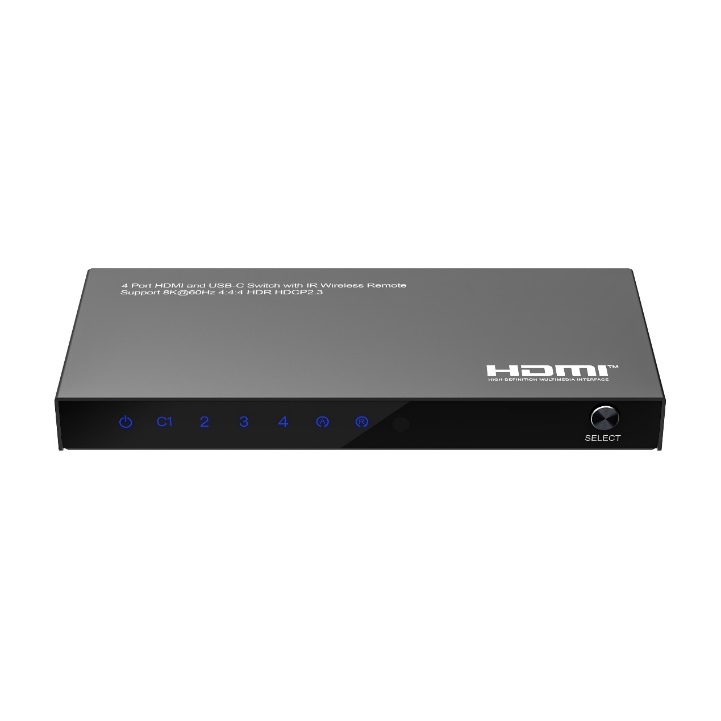 4 Port HDMI and USB-C Switch with IR Wireless Remote
Support 8K@60Hz 4:4:4 HDR HDCP2.3
HDMI™
HIGH DEFINITION MULTIMEDIA INTERFACE
C1 2 3 4 A R
SELECT